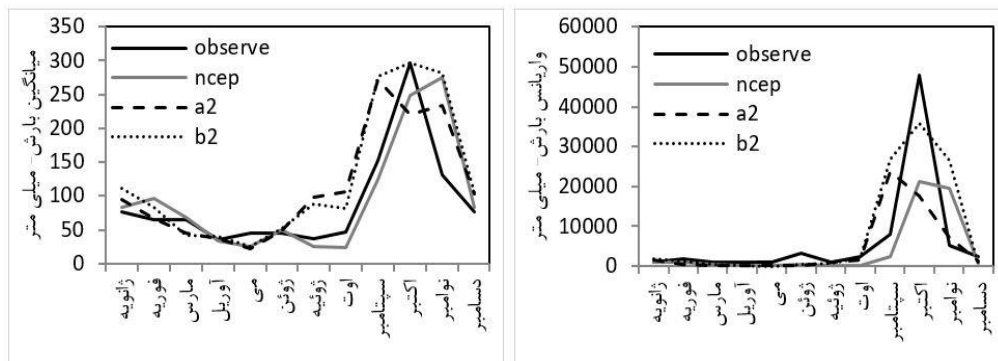 میانگین بارش - میلی متر
350
300
250
200
150
100
50
0
observe
ncep
a2
b2
ژانویه
فوریه
مارس
آوریل
می
ژوئن
ژوئیه
اوت
سپتامبر
اکتبر
نوامبر
دسامبر
واریانس بارش - میلی متر
60000
50000
40000
30000
20000
10000
0
observe
ncep
a2
b2
ژانویه
فوریه
مارس
آوریل
می
ژوئن
ژوئیه
اوت
سپتامبر
اکتبر
نوامبر
دسامبر